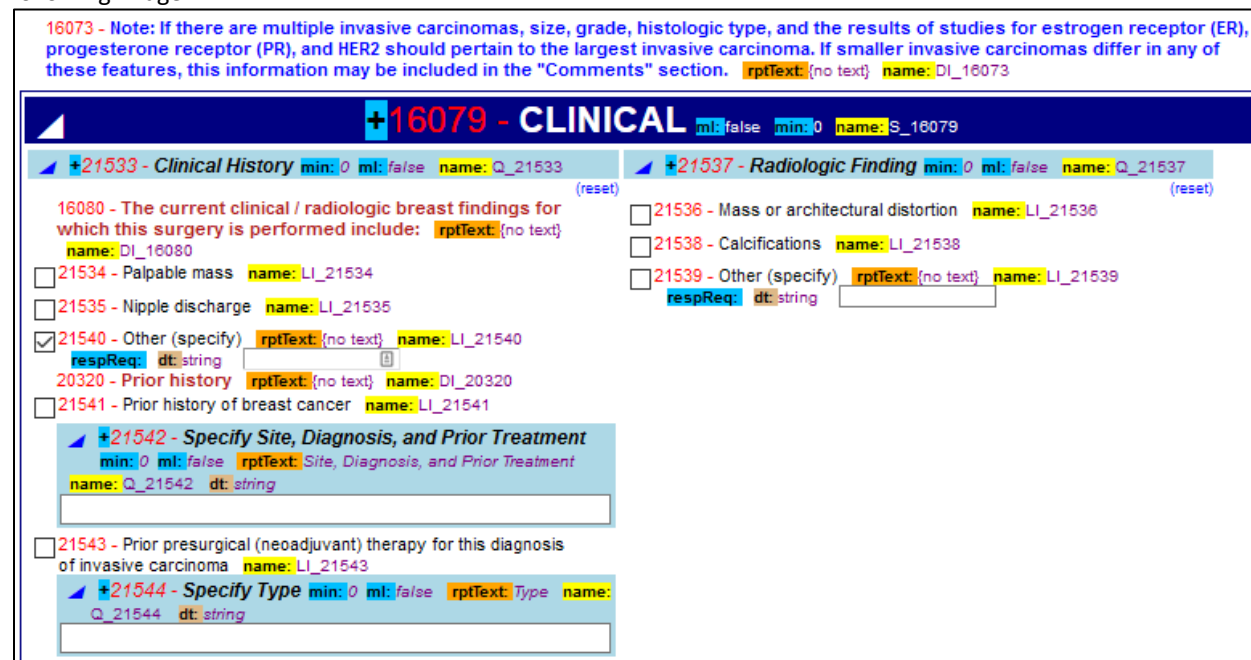 16073 - Note: If there are multiple invasive carcinomas, size, grade, histologic type, and the results of studies for estrogen receptor (ER),
progesterone receptor (PR), and HER2 should pertain to the largest invasive carcinoma. If smaller invasive carcinomas differ in any of
these features, this information may be included in the "Comments" section. rptText: {no text} name: DI_16073
+16079 - CLINICAL ml: false min: 0 name: S_16079
+21533 - Clinical History min: 0 ml: false name: Q_21533
(reset)
16080 - The current clinical / radiologic breast findings for
which this surgery is performed include: rptText: {no text}
name: DI_16080
21534 - Palpable mass name: LI_21534
21535 - Nipple discharge name: LI_21535
21540 - Other (specify) rptText: {no text} name: LI_21540
respReq: dt: string
20320 - Prior history rptText: {no text} name: DI_20320
21541 - Prior history of breast cancer name: LI_21541
+21542 - Specify Site, Diagnosis, and Prior Treatment
min: 0 ml: false rptText: Site, Diagnosis, and Prior Treatment
name: Q_21542 dt: string
21543 - Prior presurgical (neoadjuvant) therapy for this diagnosis
of invasive carcinoma name: LI_21543
+21544 - Specify Type min: 0 ml: false rptText: Type name:
Q_21544 dt: string
+21537 - Radiologic Finding min: 0 ml: false name: Q_21537
(reset)
21536 - Mass or architectural distortion name: LI_21536
21538 - Calcifications name: LI_21538
21539 - Other (specify) rptText: {no text} name: LI_21539
respReq: dt: string